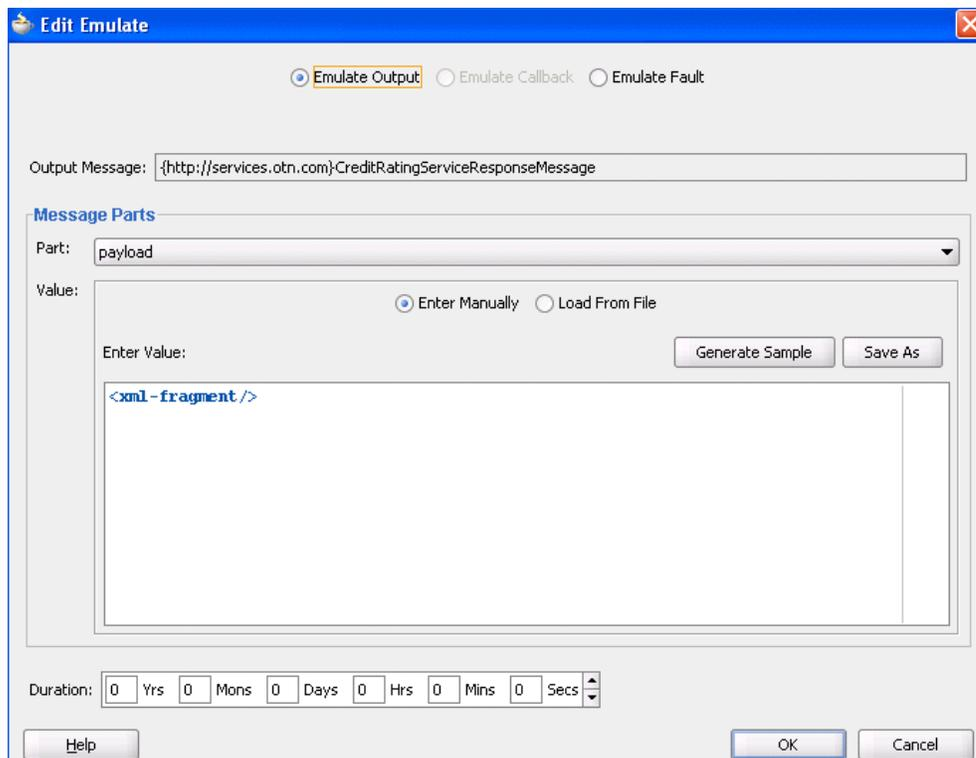 Edit Emulate
Emulate Output Emulate Callback Emulate Fault
Output Message: {http://services.otn.com}CreditRatingServiceResponseMessage
Message Parts
Part: payload
Value: Enter Manually Load From File
Enter Value: Generate Sample Save As
<xml-fragment/>
Duration: 0 Yrs 0 Mons 0 Days 0 Hrs 0 Mins 0 Secs
Help OK Cancel